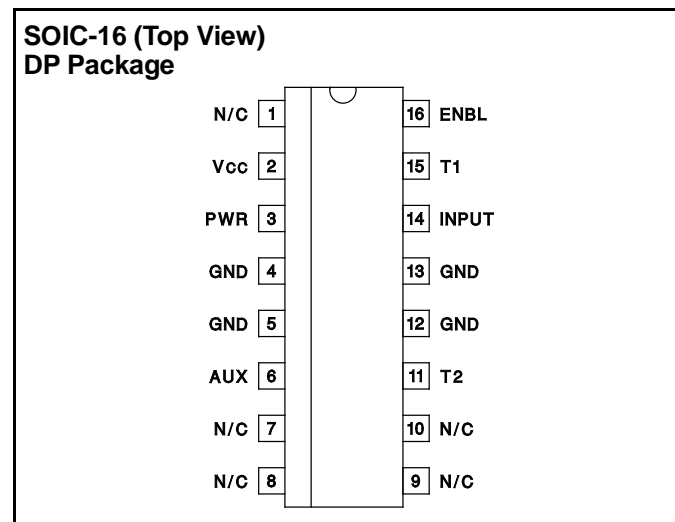 SOIC-16 (Top View)
DP Package
N/C 1 16 ENBL
Vcc 2 15 T1
PWR 3 14 INPUT
GND 4 13 GND
GND 5 12 GND
AUX 6 11 T2
N/C 7 10 N/C
N/C 8 9 N/C